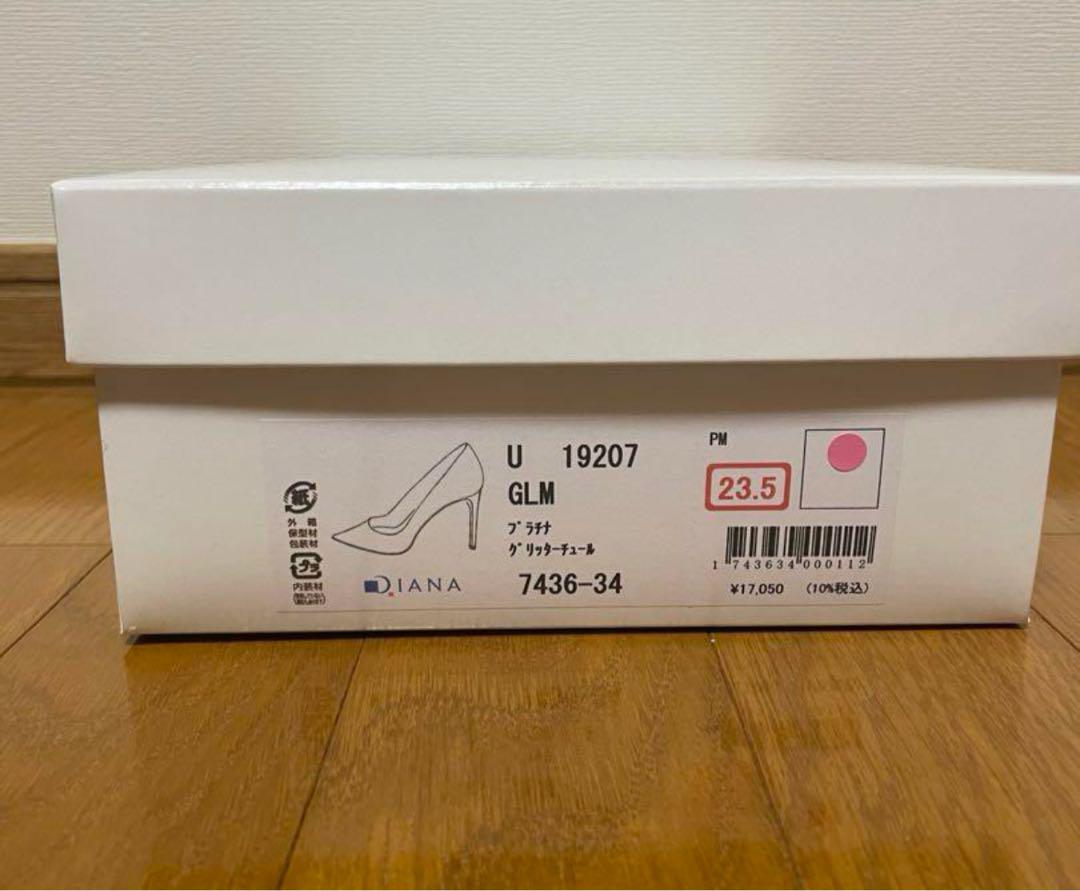 紙
外 箱
保型材
包装材
プラ
内装材
DIANA
U 19207
GLM
ﾌﾟﾗﾁﾅ
ｸﾞﾘｯﾀｰﾁｭｰﾙ
7436-34
PM
23.5
1 743634 000112
¥17,050 (10%税込)